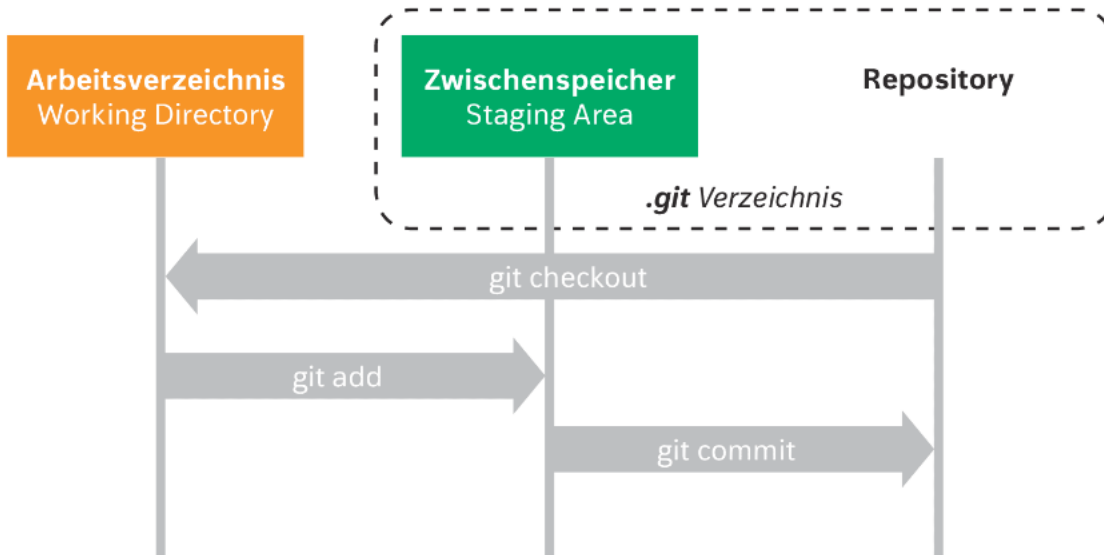 Arbeitsverzeichnis
Working Directory
Zwischenspeicher
Staging Area
Repository
.git Verzeichnis
git checkout
git add
git commit